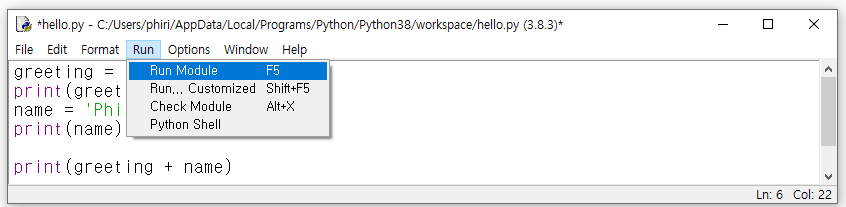 *hello.py - C:/Users/phiri/AppData/Local/Programs/Python/Python38/workspace/hello.py (3.8.3)*
File Edit Format Run Options Window Help
greeting =
print(greet
name = 'Phi
print(name)
print(greeting + name)
Run Module F5
Run... Customized Shift+F5
Check Module Alt+X
Python Shell
Ln: 6 Col: 22